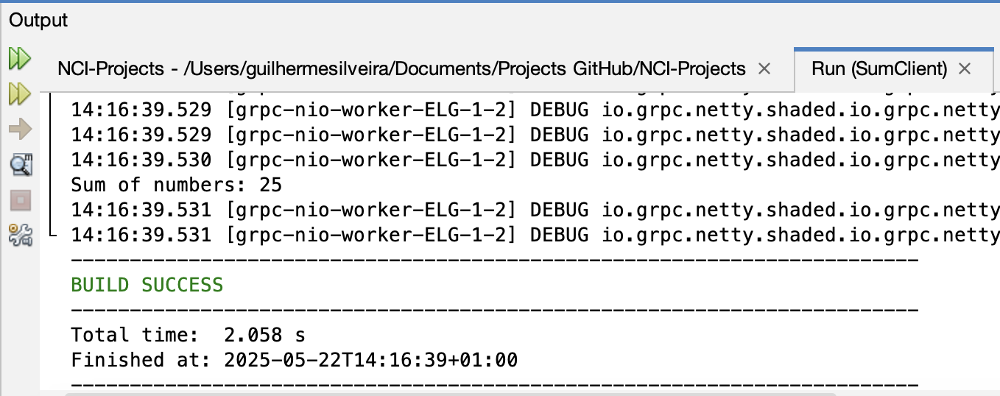 Output
NCI-Projects - /Users/guilhermesilveira/Documents/Projects GitHub/NCI-Projects × Run (SumClient) ×
14:16:39.529 [grpc-nio-worker-ELG-1-2] DEBUG io.grpc.netty.shaded.io.grpc.netty
14:16:39.529 [grpc-nio-worker-ELG-1-2] DEBUG io.grpc.netty.shaded.io.grpc.netty
14:16:39.530 [grpc-nio-worker-ELG-1-2] DEBUG io.grpc.netty.shaded.io.grpc.netty
Sum of numbers: 25
14:16:39.531 [grpc-nio-worker-ELG-1-2] DEBUG io.grpc.netty.shaded.io.grpc.netty
14:16:39.531 [grpc-nio-worker-ELG-1-2] DEBUG io.grpc.netty.shaded.io.grpc.netty
------------------------------------------------------------------------
BUILD SUCCESS
------------------------------------------------------------------------
Total time:  2.058 s
Finished at: 2025-05-22T14:16:39+01:00
------------------------------------------------------------------------